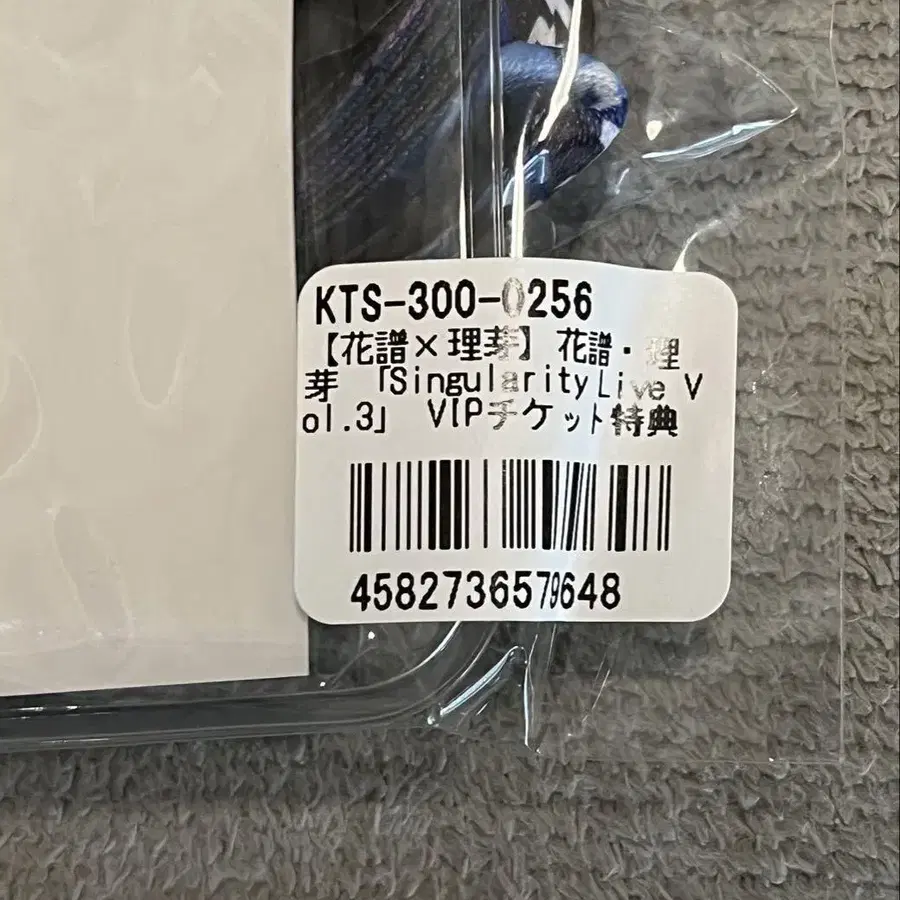 KTS-300-0256
【花譜×理芽】 花譜・理
芽 「SingularityLive V
ol.3」 VIPチケット特典
4582736579648